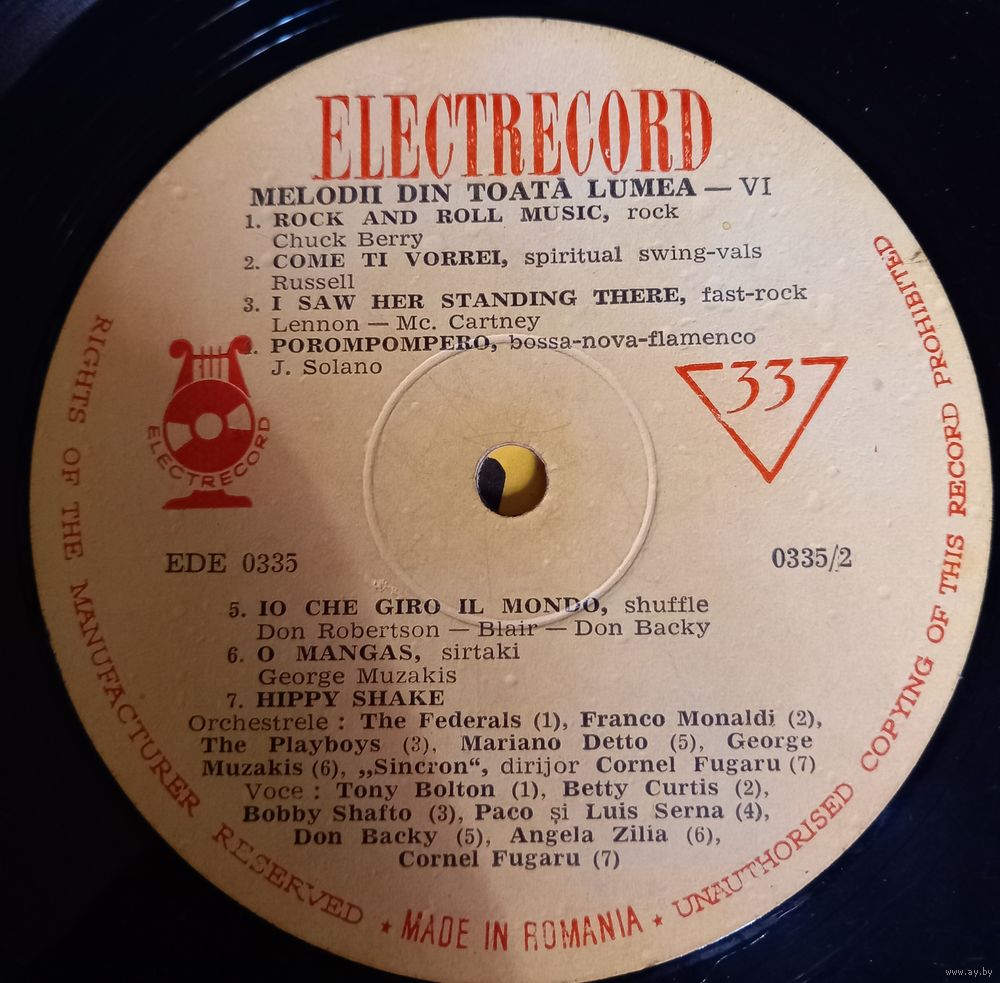 ELECTRECORD
MELODII DIN TOATĂ LUMEA — VI
1. ROCK AND ROLL MUSIC, rock
Chuck Berry
2. COME TI VORREI, spiritual swing-vals
Russell
3. I SAW HER STANDING THERE, fast-rock
Lennon — Mc. Cartney
POROMPOMPERO, bossa-nova-flamenco
J. Solano
ELECTRECORD
33
EDE 0335
0335/2
5. IO CHE GIRO IL MONDO, shuffle
Don Robertson — Blair — Don Backy
6. O MANGAS, sirtaki
George Muzakis
7. HIPPY SHAKE
Orchestrele : The Federals (1), Franco Monaldi (2),
The Playboys (3), Mariano Detto (5), George
Muzakis (6), „Sincron“, dirijor Cornel Fugaru (7)
Voce : Tony Bolton (1), Betty Curtis (2),
Bobby Shafto (3), Paco și Luis Serna (4),
Don Backy (5), Angela Zilia (6),
Cornel Fugaru (7)
RIGHTS OF THE MANUFACTURER RESERVED ★ MADE IN ROMANIA ★ UNAUTHORISED COPYING OF THIS RECORD PROHIBITED
www.ay.by